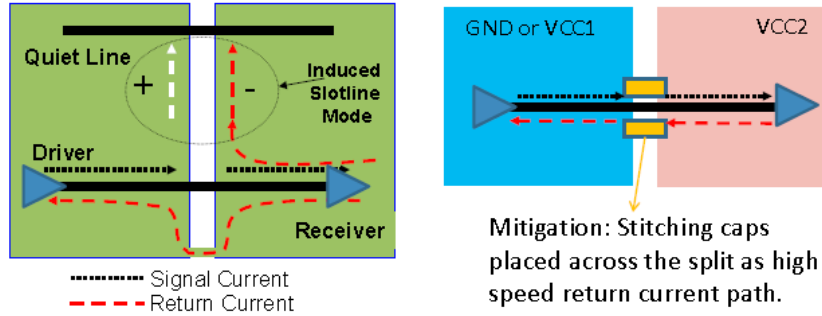 Quiet Line
+
-
Induced
Slotline
Mode
Driver
Receiver
Signal Current
Return Current
GND or VCC1
VCC2
Mitigation: Stitching caps
placed across the split as high
speed return current path.